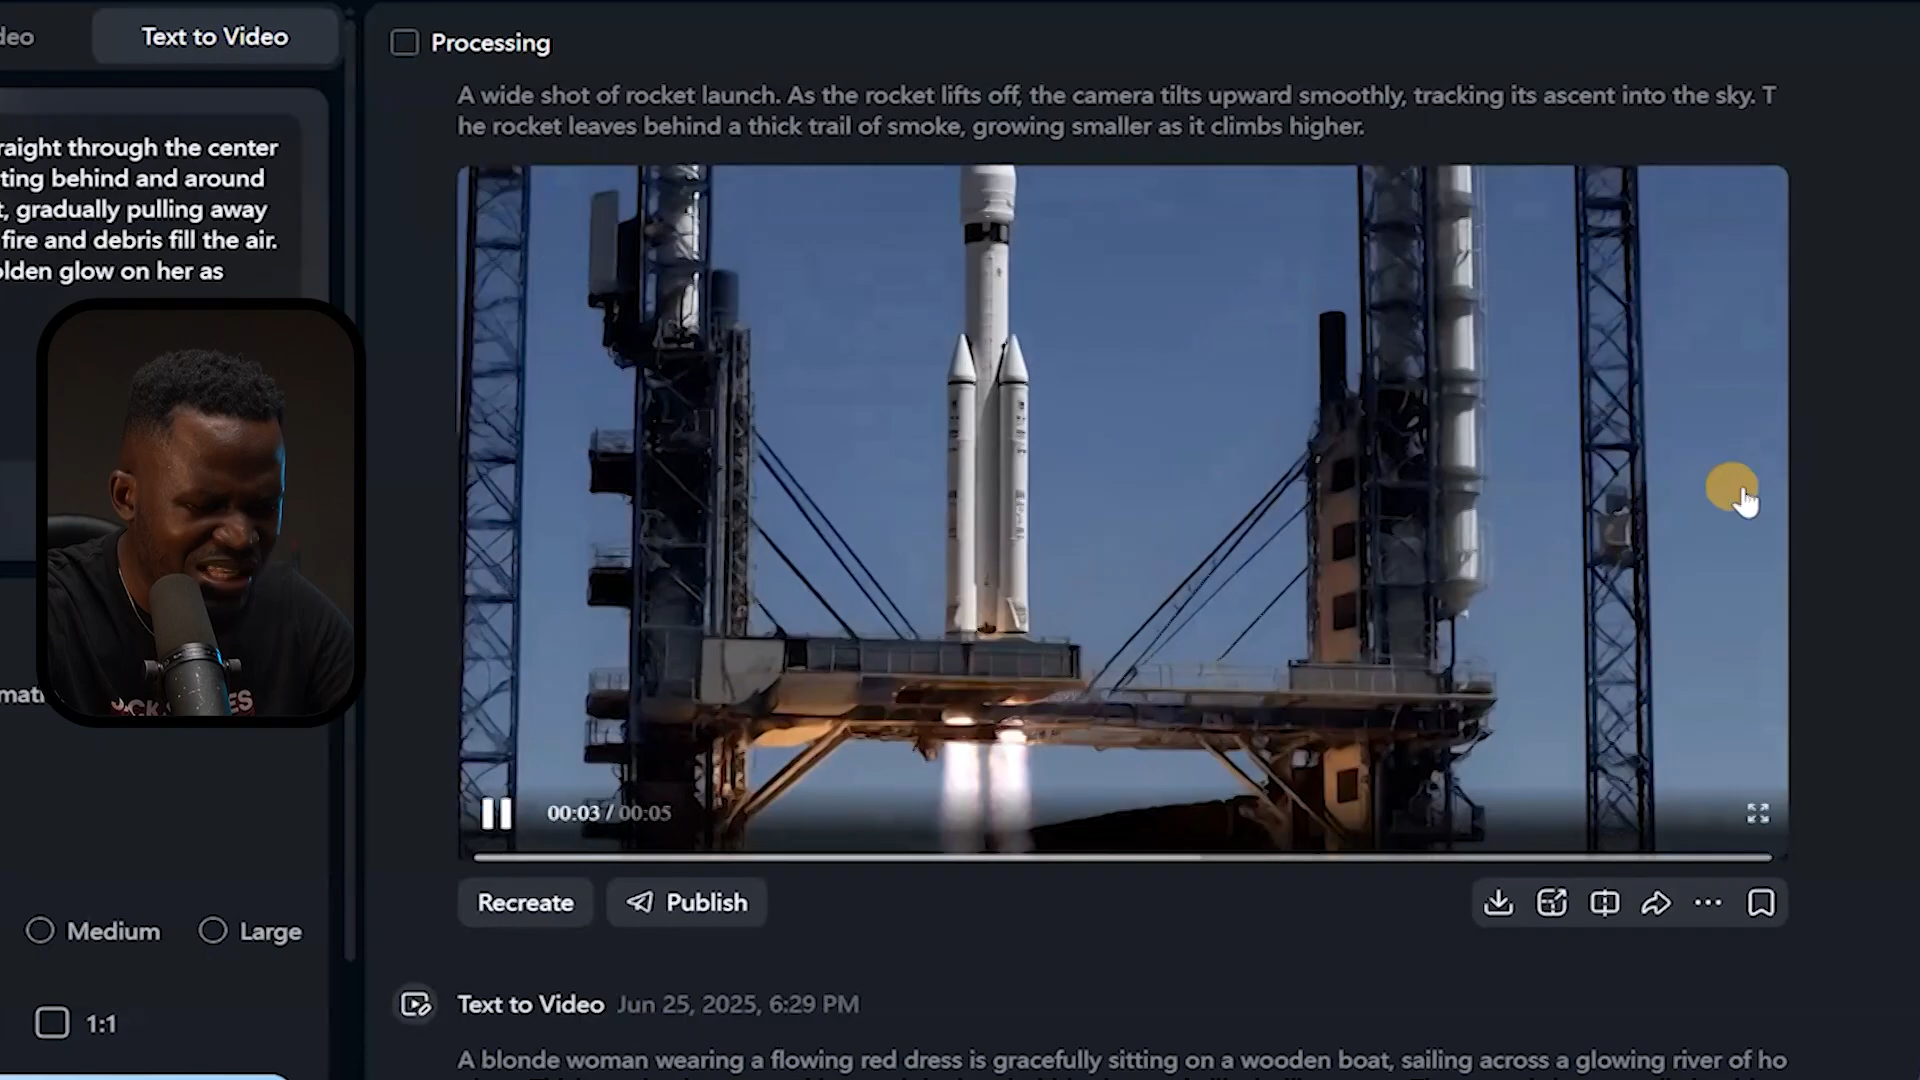 deo
Text to Video
Processing
A wide shot of rocket launch. As the rocket lifts off, the camera tilts upward smoothly, tracking its ascent into the sky. T
he rocket leaves behind a thick trail of smoke, growing smaller as it climbs higher.
raight through the center
ting behind and around
t, gradually pulling away
fire and debris fill the air.
olden glow on her as
mati
00:03 / 00:05
Recreate
Publish
Medium
Large
1:1
Text to Video Jun 25, 2025, 6:29 PM
A blonde woman wearing a flowing red dress is gracefully sitting on a wooden boat, sailing across a glowing river of ho